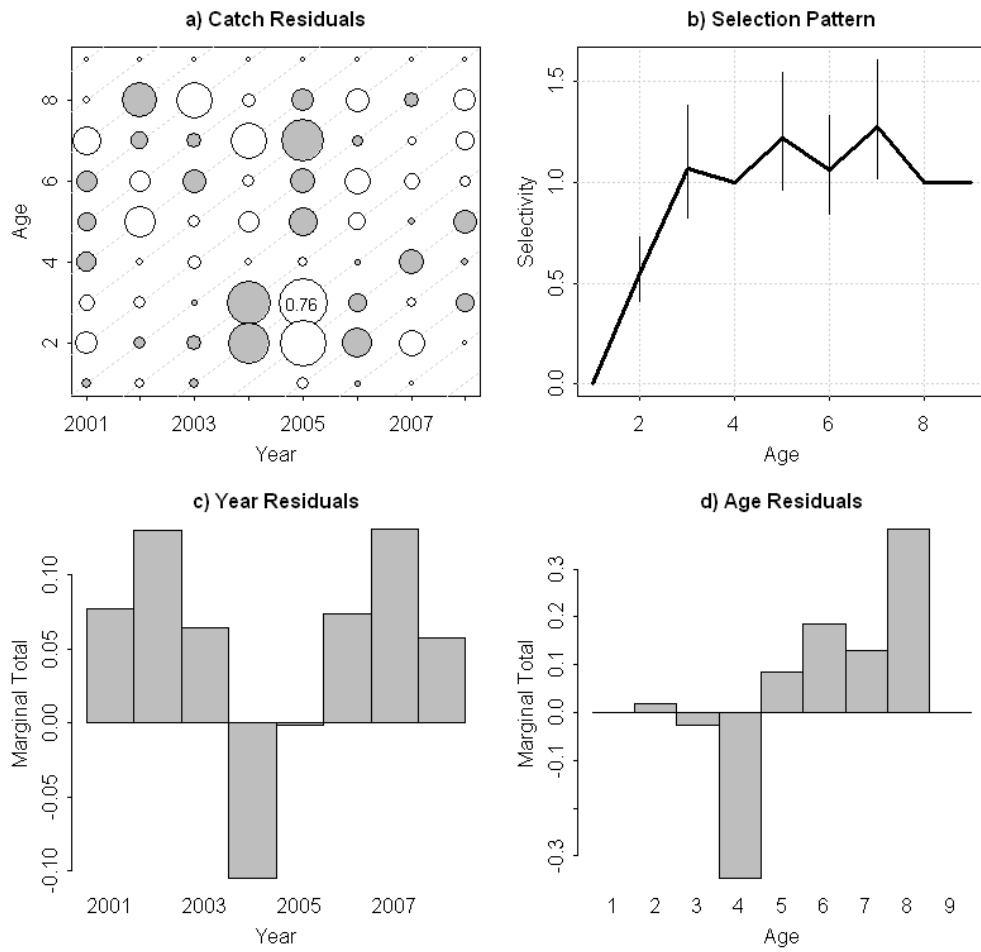 a) Catch Residuals
8
6
4
2
Age
0.76
2001 2003 2005 2007
Year
b) Selection Pattern
1.5
1.0
0.5
0.0
Selectivity
2 4 6 8
Age
c) Year Residuals
0.10
0.05
0.00
-0.05
-0.10
Marginal Total
2001 2003 2005 2007
Year
d) Age Residuals
0.3
0.2
0.1
0.0
-0.1
-0.3
Marginal Total
1 2 3 4 5 6 7 8 9
Age